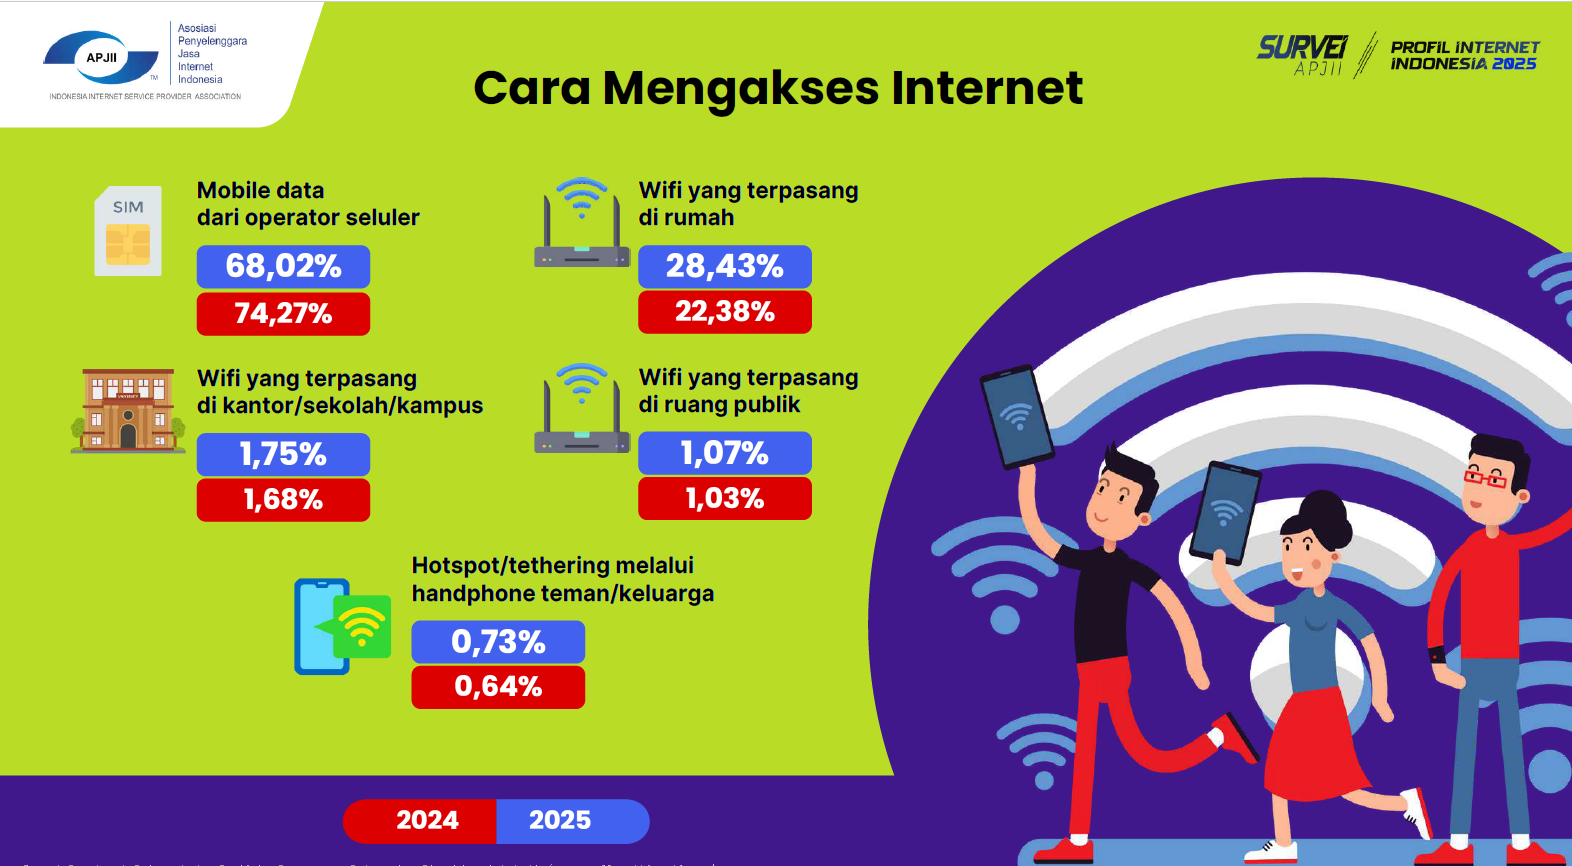 APJII
TM
Asosiasi
Penyelenggara
Jasa
Internet
Indonesia
INDONESIA INTERNET SERVICE PROVIDER ASSOCIATION
Cara Mengakses Internet
SURVEI
APJII
PROFIL INTERNET
INDONESIA 2025
SIM
Mobile data
dari operator seluler
68,02%
74,27%
Wifi yang terpasang
di rumah
28,43%
22,38%
UNIVERSITY
Wifi yang terpasang
di kantor/sekolah/kampus
1,75%
1,68%
Wifi yang terpasang
di ruang publik
1,07%
1,03%
Hotspot/tethering melalui
handphone teman/keluarga
0,73%
0,64%
2024
2025